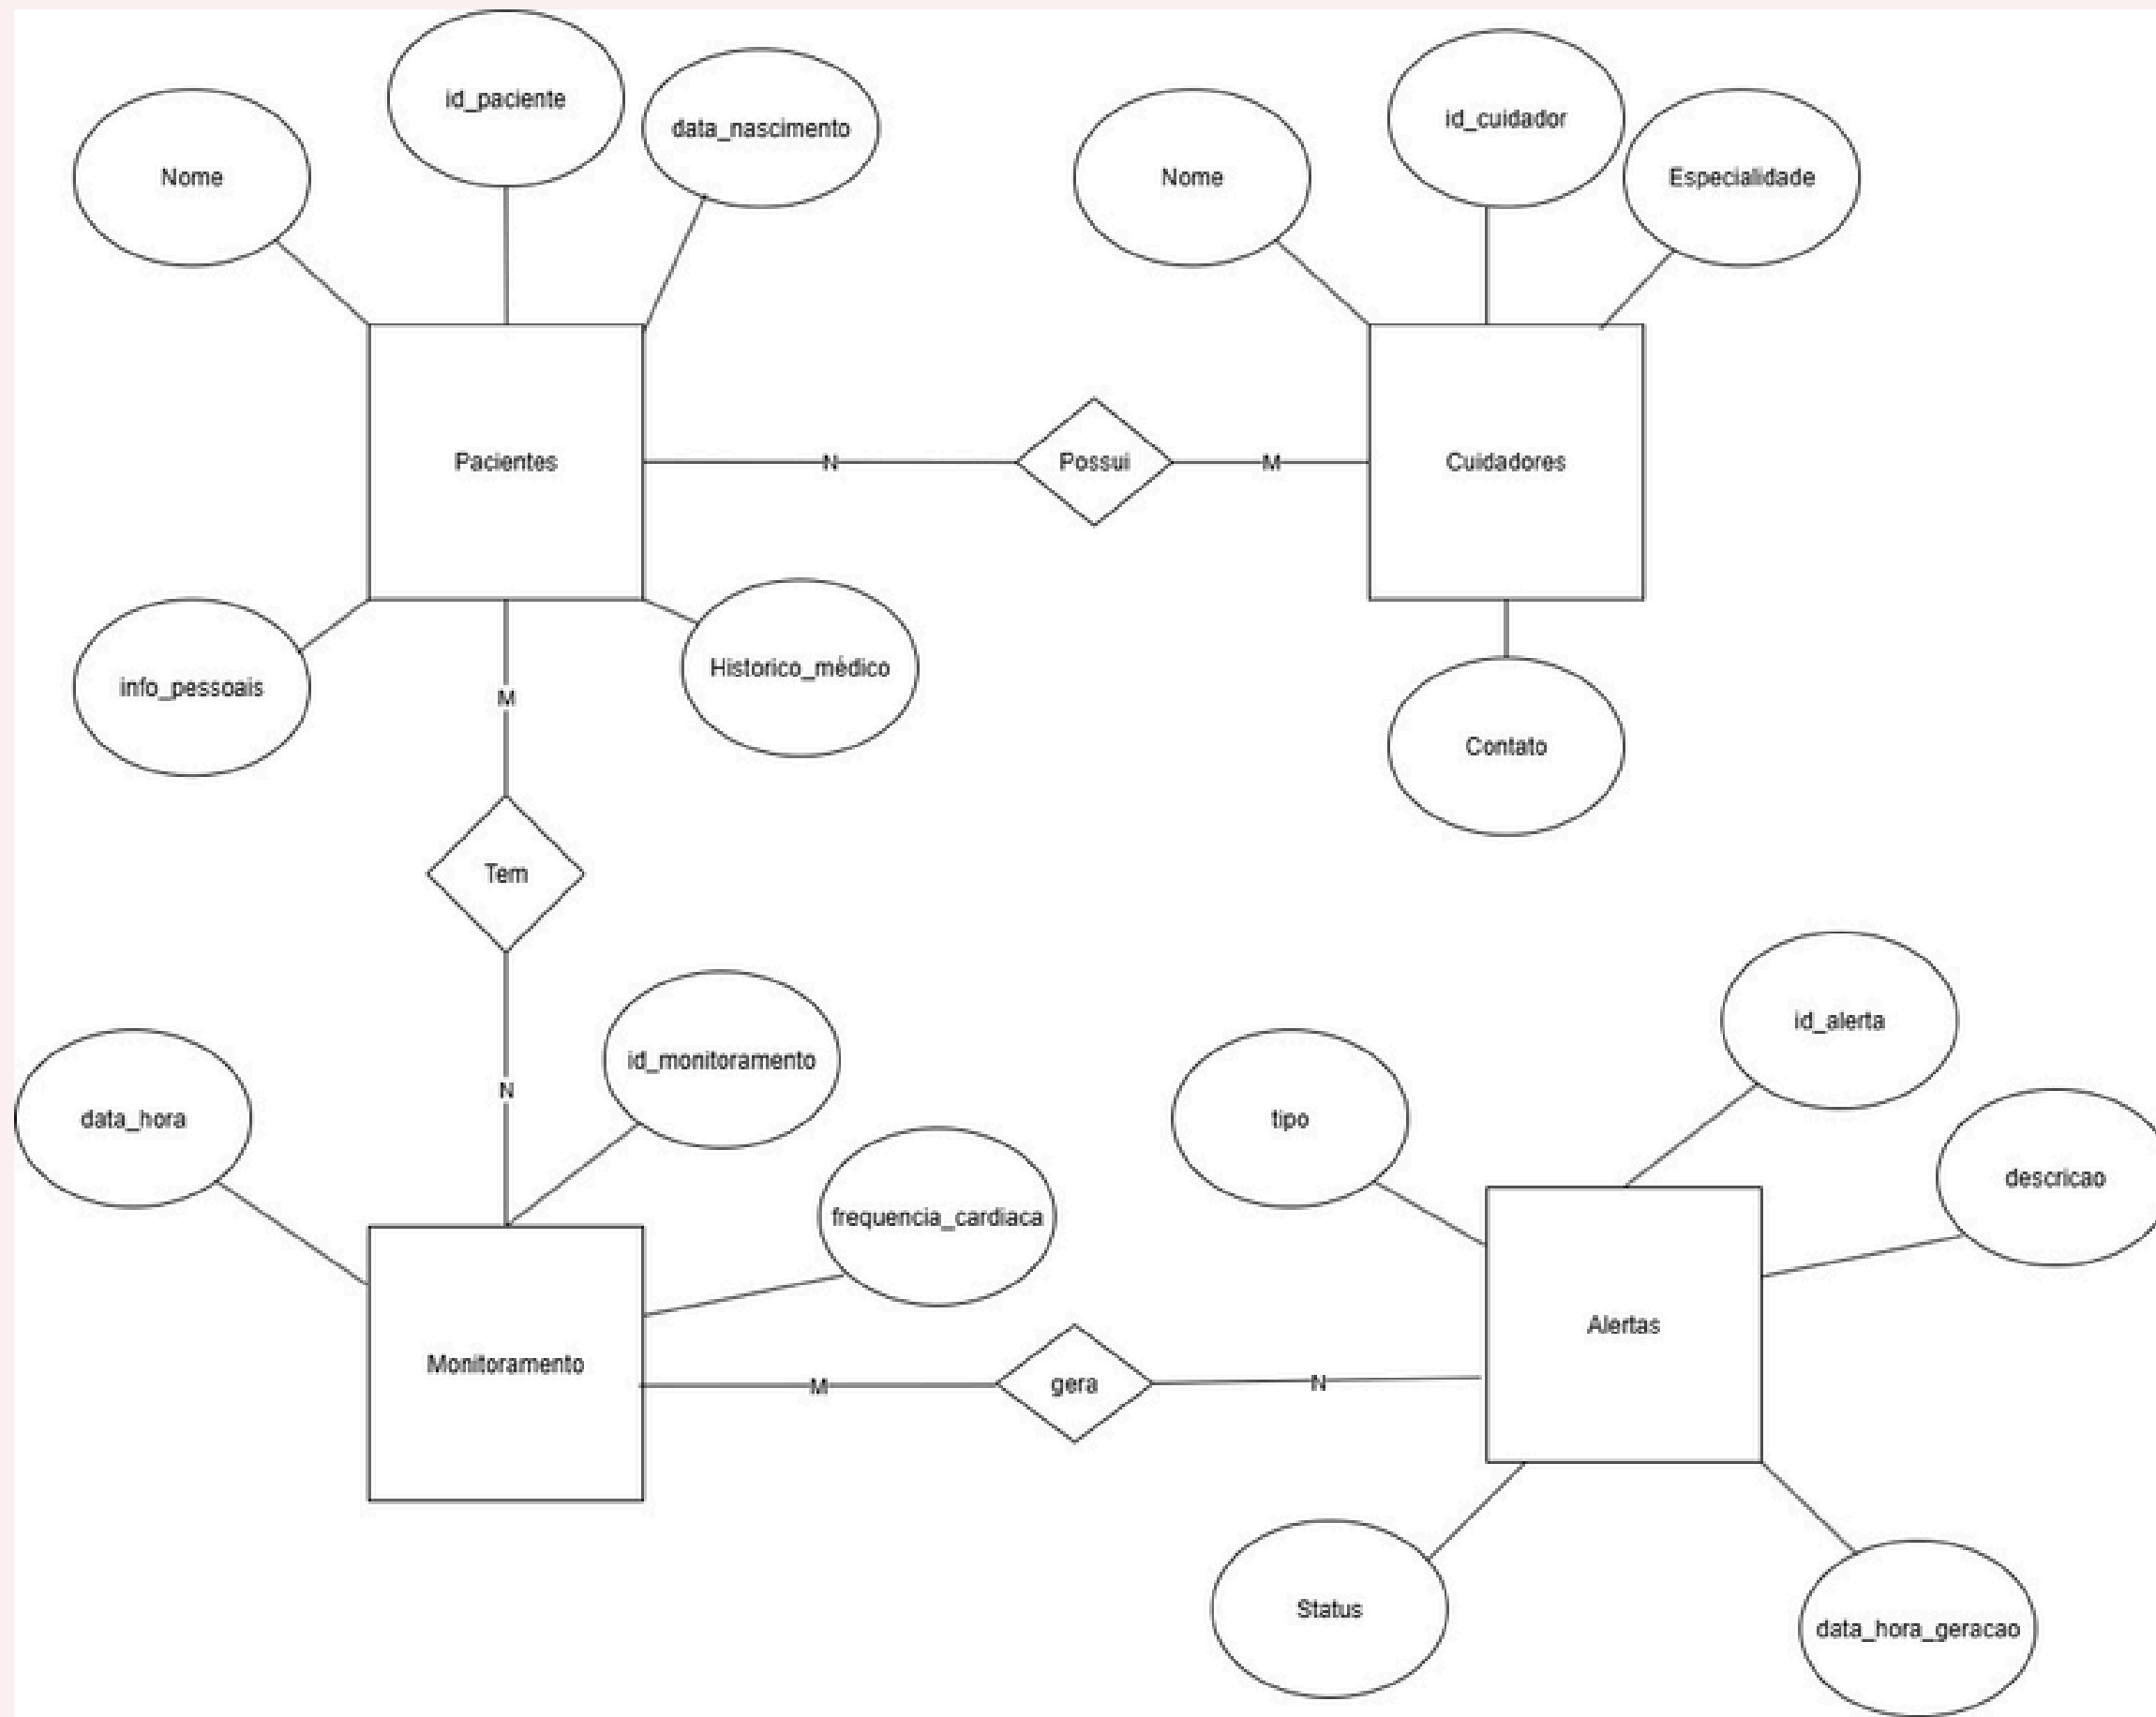 id_paciente
data_nascimento
Nome
id_cuidador
Nome
Especialidade
Pacientes
N
Possui
M
Cuidadores
info_pessoais
M
Historico_médico
Contato
Tem
N
id_monitoramento
data_hora
frequencia_cardiaca
Monitoramento
M
gera
N
id_alerta
tipo
descricao
Alertas
Status
data_hora_geracao